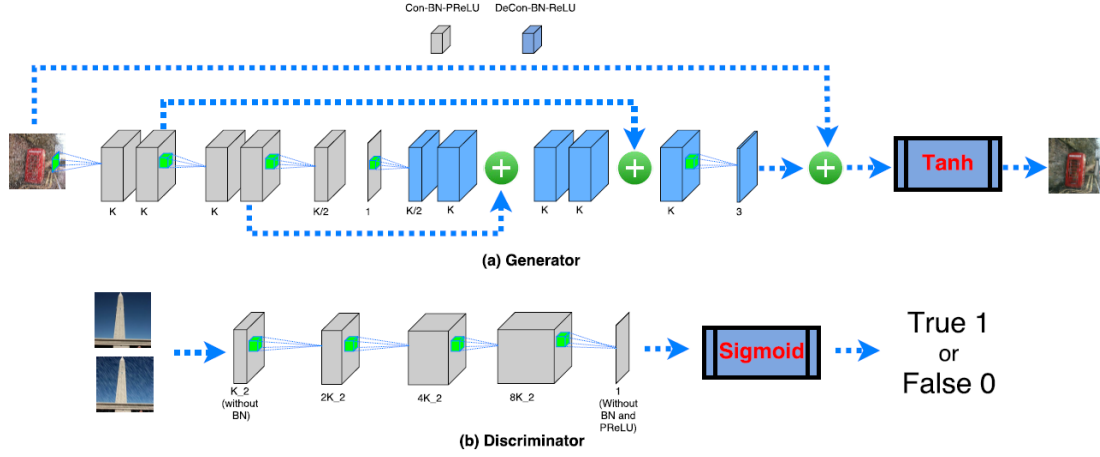 Con-BN-PReLU
DeCon-BN-ReLU
K
K
K
K
K/2
1
K/2
K
K
K
K
3
Tanh
(a) Generator
K_2
(without
BN)
2K_2
4K_2
8K_2
1
(Without
BN and
PReLU)
Sigmoid
True 1
or
False 0
(b) Discriminator